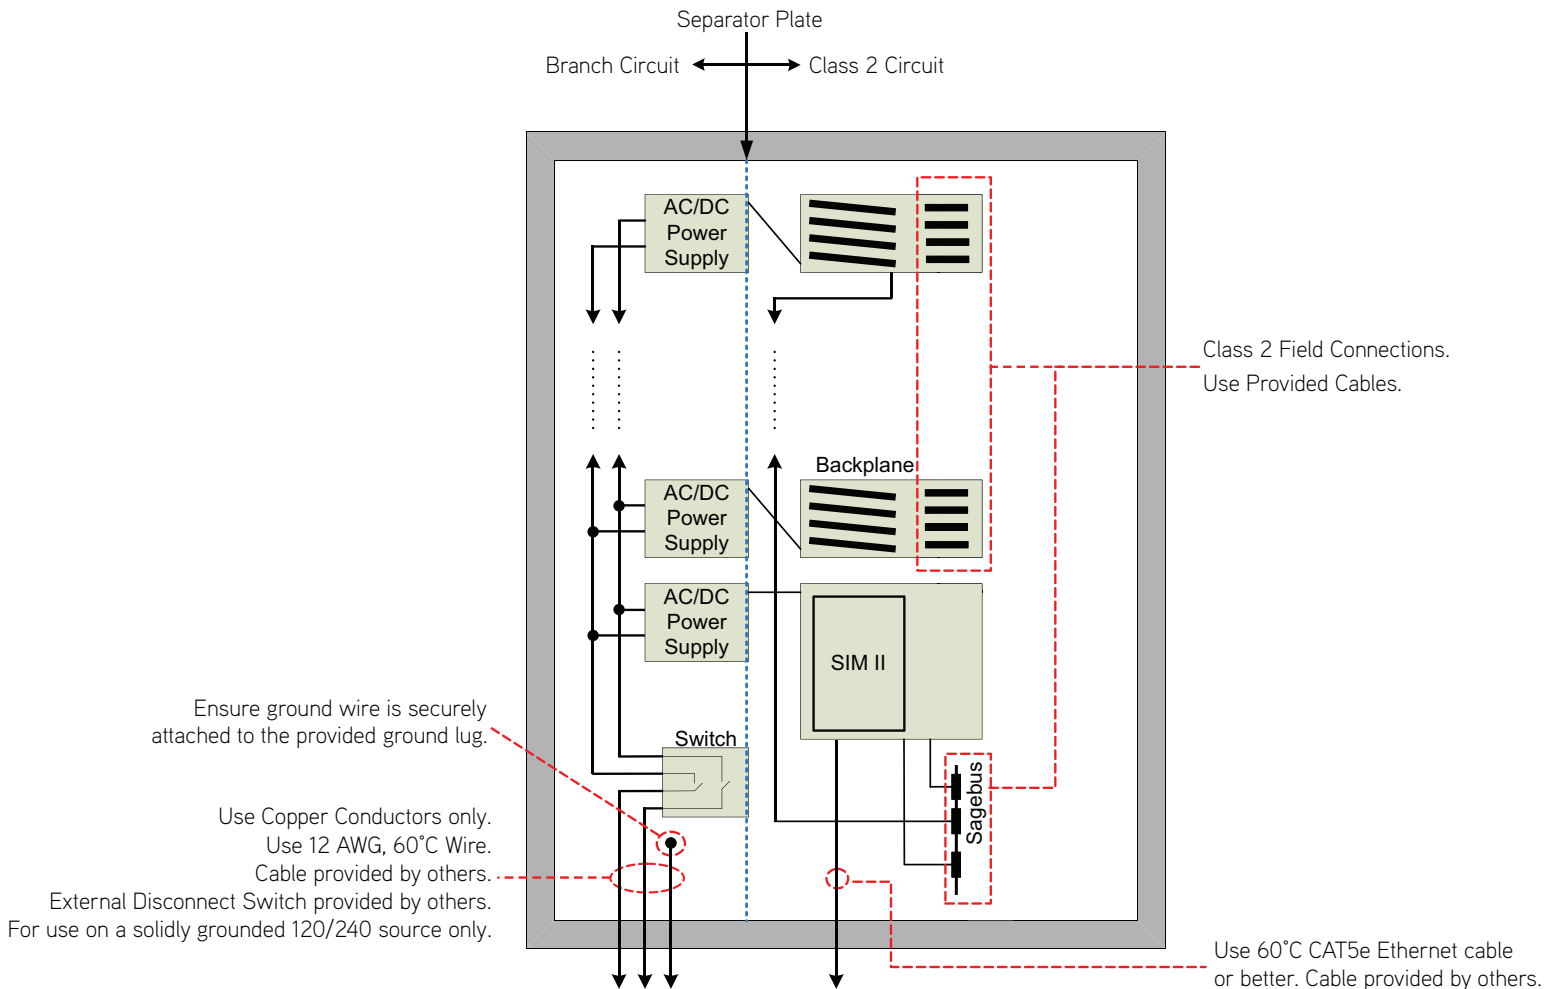 Separator Plate
Branch Circuit
Class 2 Circuit
AC/DC
Power
Supply
Class 2 Field Connections.
Use Provided Cables.
Backplane
AC/DC
Power
Supply
AC/DC
Power
Supply
SIM II
Ensure ground wire is securely
attached to the provided ground lug.
Switch
Sagebus
Use Copper Conductors only.
Use 12 AWG, 60°C Wire.
Cable provided by others.
External Disconnect Switch provided by others.
For use on a solidly grounded 120/240 source only.
Use 60°C CAT5e Ethernet cable
or better. Cable provided by others.